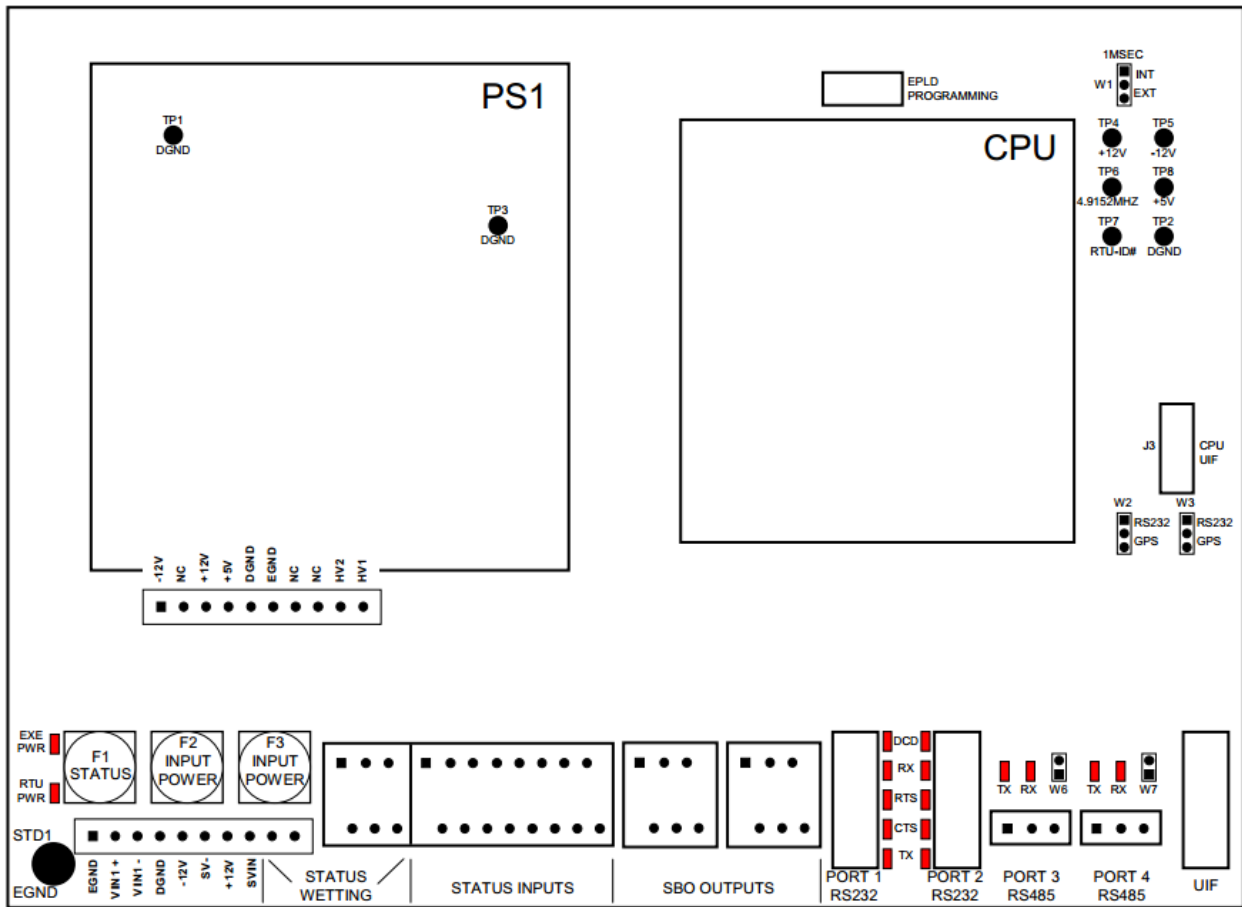 1MSEC
PS1
EPLD
PROGRAMMING
W1
INT
EXT
TP1
DGND
CPU
TP4
+12V
TP5
-12V
TP6
4.9152MHZ
TP8
+5V
TP3
DGND
TP7
RTU-ID#
TP2
DGND
J3
CPU
UIF
W2
RS232
GPS
W3
RS232
GPS
-12V
NC
+12V
+5V
DGND
EGND
NC
NC
HV2
HV1
EXE
PWR
RTU
PWR
F1
STATUS
F2
INPUT
POWER
F3
INPUT
POWER
DCD
RX
RTS
CTS
TX
TX
RX
W6
TX
RX
W7
STD1
EGND
EGND
VIN1 +
VIN1 -
DGND
-12V
SV-
+12V
SVIN
STATUS
WETTING
STATUS INPUTS
SBO OUTPUTS
PORT 1
RS232
PORT 2
RS232
PORT 3
RS485
PORT 4
RS485
UIF